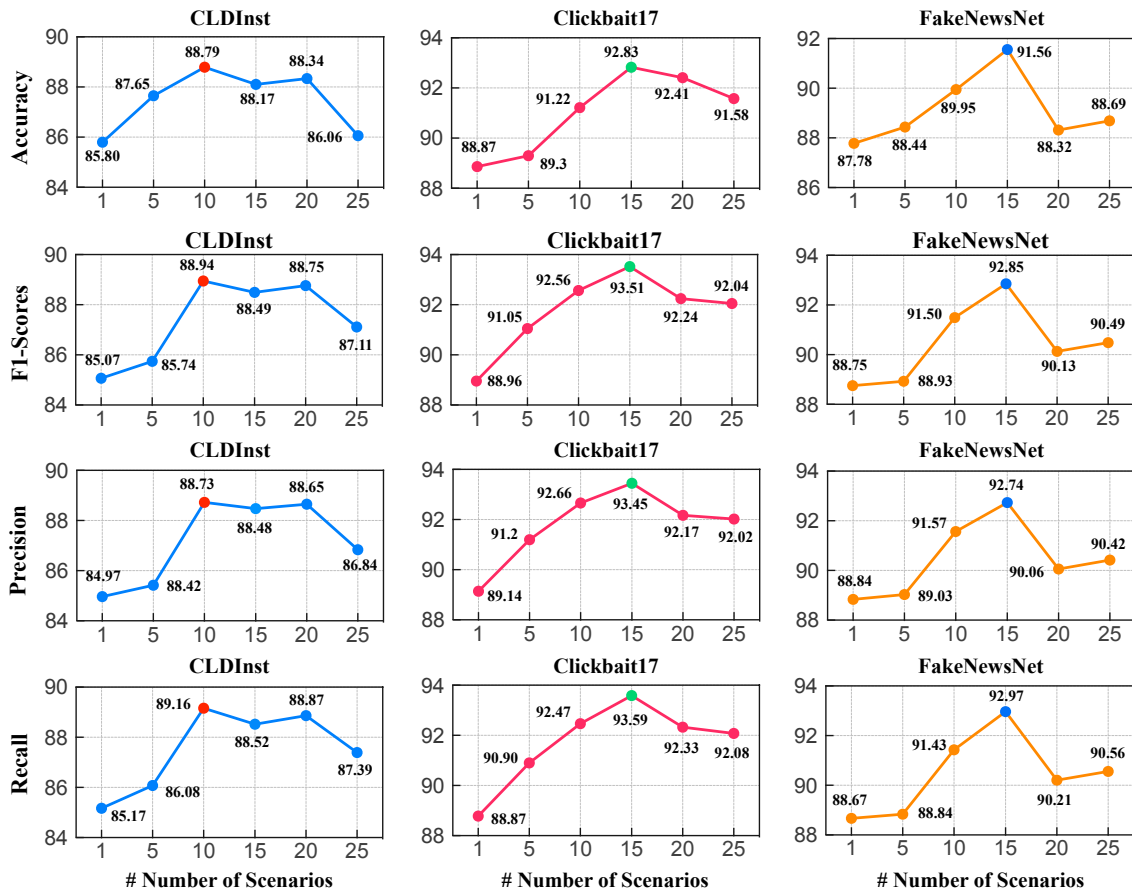 CLDInst Clickbait17 FakeNewsNet
Accuracy
90 88 86 84
85.80 87.65 88.79 88.17 88.34 86.06
1 5 10 15 20 25
94 92 90 88
88.87 89.3 91.22 92.83 92.41 91.58
1 5 10 15 20 25
92 90 88 86
87.78 88.44 89.95 91.56 88.32 88.69
1 5 10 15 20 25
CLDInst Clickbait17 FakeNewsNet
F1-Scores
90 88 86 84
85.07 85.74 88.94 88.49 88.75 87.11
1 5 10 15 20 25
94 92 90 88
88.96 91.05 92.56 93.51 92.24 92.04
1 5 10 15 20 25
94 92 90 88
88.75 88.93 91.50 92.85 90.13 90.49
1 5 10 15 20 25
CLDInst Clickbait17 FakeNewsNet
Precision
90 88 86 84
84.97 88.42 88.73 88.48 88.65 86.84
1 5 10 15 20 25
94 92 90 88
89.14 91.2 92.66 93.45 92.17 92.02
1 5 10 15 20 25
94 92 90 88
88.84 89.03 91.57 92.74 90.06 90.42
1 5 10 15 20 25
CLDInst Clickbait17 FakeNewsNet
Recall
90 88 86 84
85.17 86.08 89.16 88.52 88.87 87.39
1 5 10 15 20 25
94 92 90 88
88.87 90.90 92.47 93.59 92.33 92.08
1 5 10 15 20 25
94 92 90 88
88.67 88.84 91.43 92.97 90.21 90.56
1 5 10 15 20 25
# Number of Scenarios # Number of Scenarios # Number of Scenarios